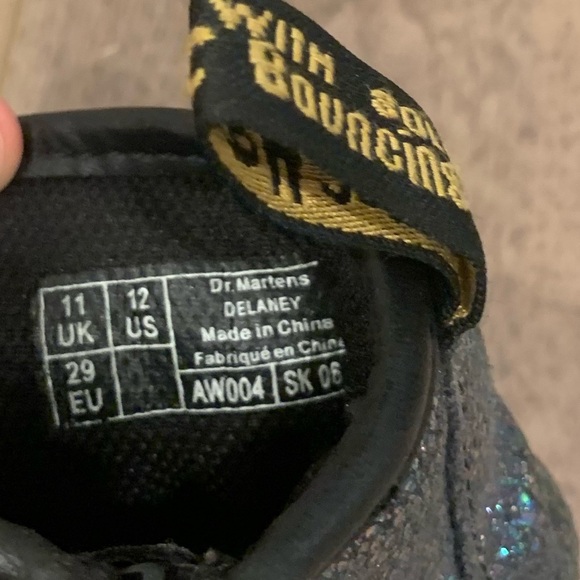 With
Bouncing
11 UK
12 US
29 EU
Dr.Martens
DELANEY
Made in China
Fabriqué en China
AW004
SK 06